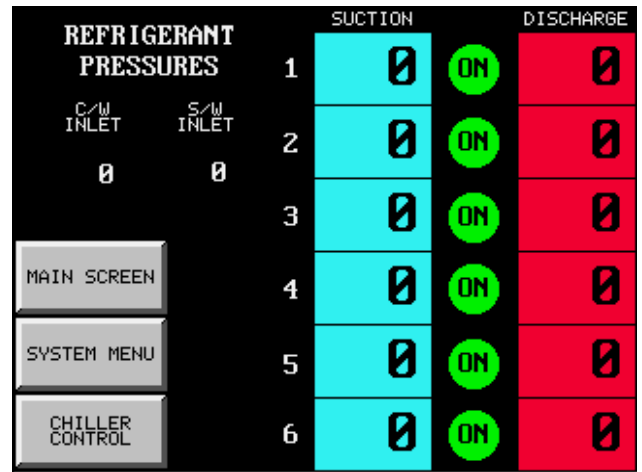 SUCTION DISCHARGE
REFRIGERANT
PRESSURES
1 0 ON 0
C/W S/W
INLET INLET
2 0 ON 0
0 0
3 0 ON 0
MAIN SCREEN
4 0 ON 0
SYSTEM MENU
5 0 ON 0
CHILLER
CONTROL
6 0 ON 0